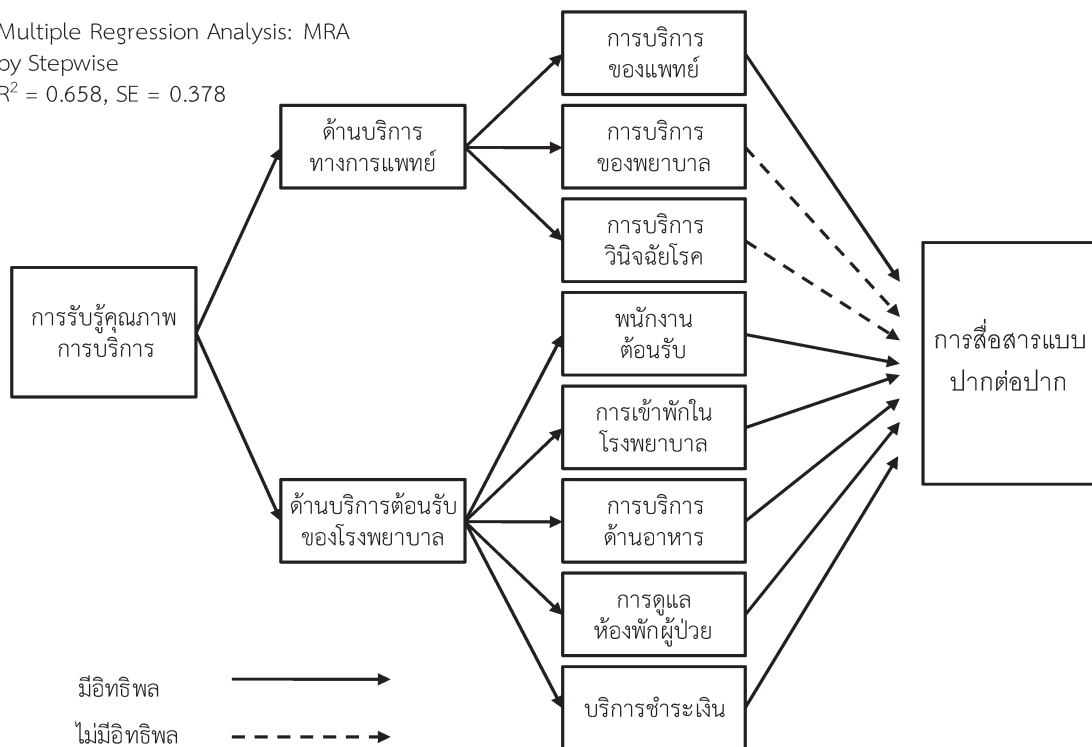 Multiple Regression Analysis: MRA
by Stepwise
R² = 0.658, SE = 0.378
การรับรู้คุณภาพ
การบริการ
ด้านบริการ
ทางการแพทย์
ด้านบริการต้อนรับ
ของโรงพยาบาล
การบริการ
ของแพทย์
การบริการ
ของพยาบาล
การบริการ
วินิจฉัยโรค
พนักงาน
ต้อนรับ
การเข้าพักใน
โรงพยาบาล
การบริการ
ด้านอาหาร
การดูแล
ห้องพักผู้ป่วย
บริการชำระเงิน
การสื่อสารแบบ
ปากต่อปาก
มีอิทธิพล
ไม่มีอิทธิพล